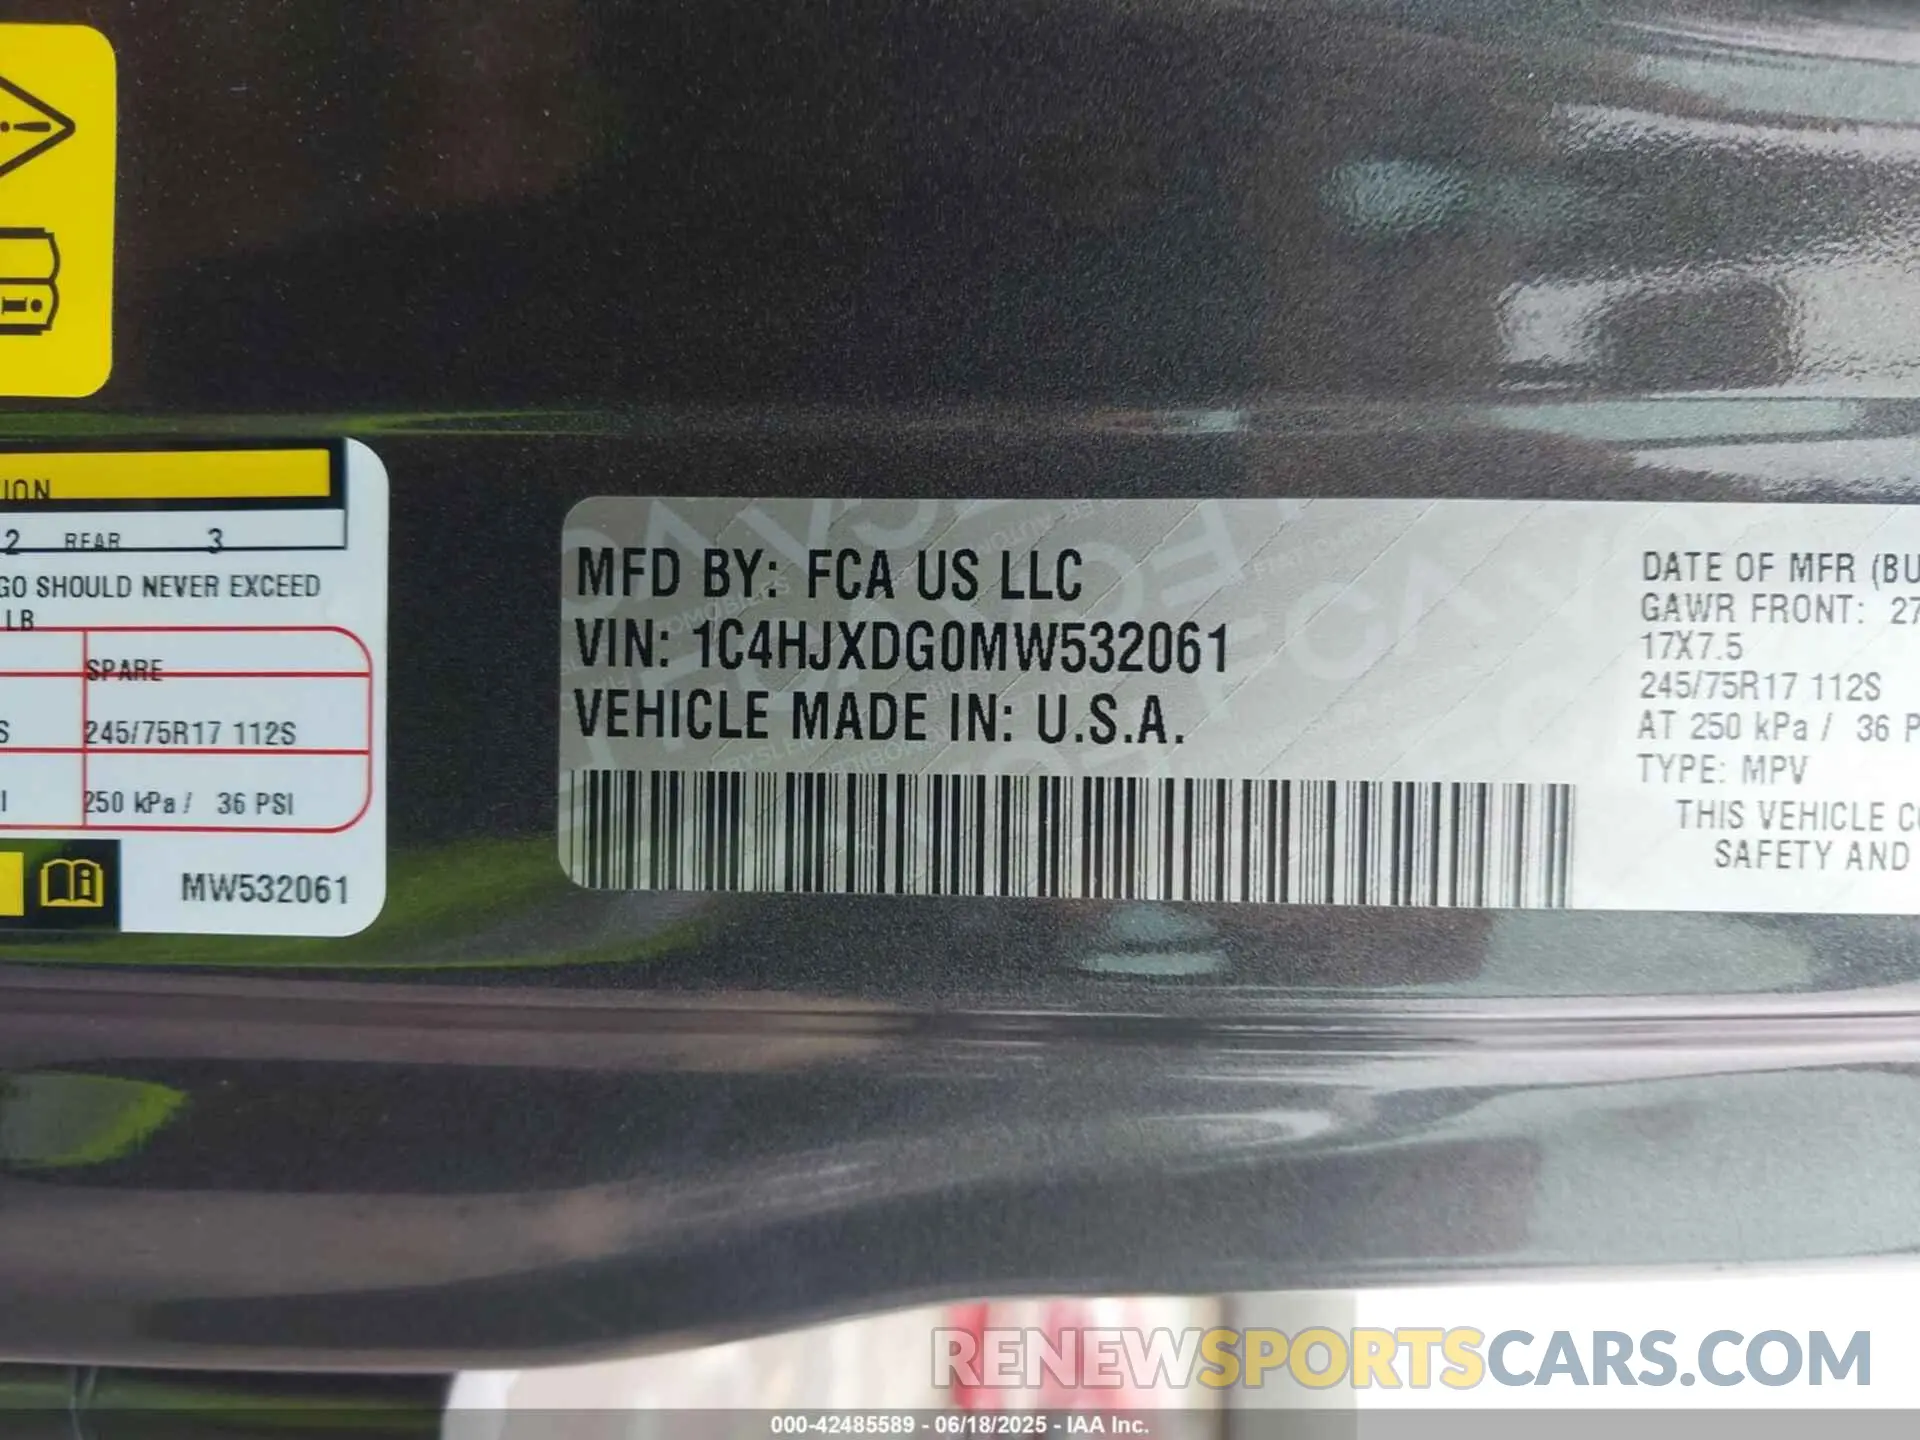 ION
2 REAR 3
GO SHOULD NEVER EXCEED
LB
SPARE
S 245/75R17 112S
I 250 kPa / 36 PSI
MW532061
MFD BY: FCA US LLC
VIN: 1C4HJXDG0MW532061
VEHICLE MADE IN: U.S.A.
DATE OF MFR (BU
GAWR FRONT: 27
17X7.5
245/75R17 112S
AT 250 kPa / 36 P
TYPE: MPV
THIS VEHICLE CO
SAFETY AND
RENEWSPORTSCARS.COM
000-42485589 - 06/18/2025 - IAA Inc.